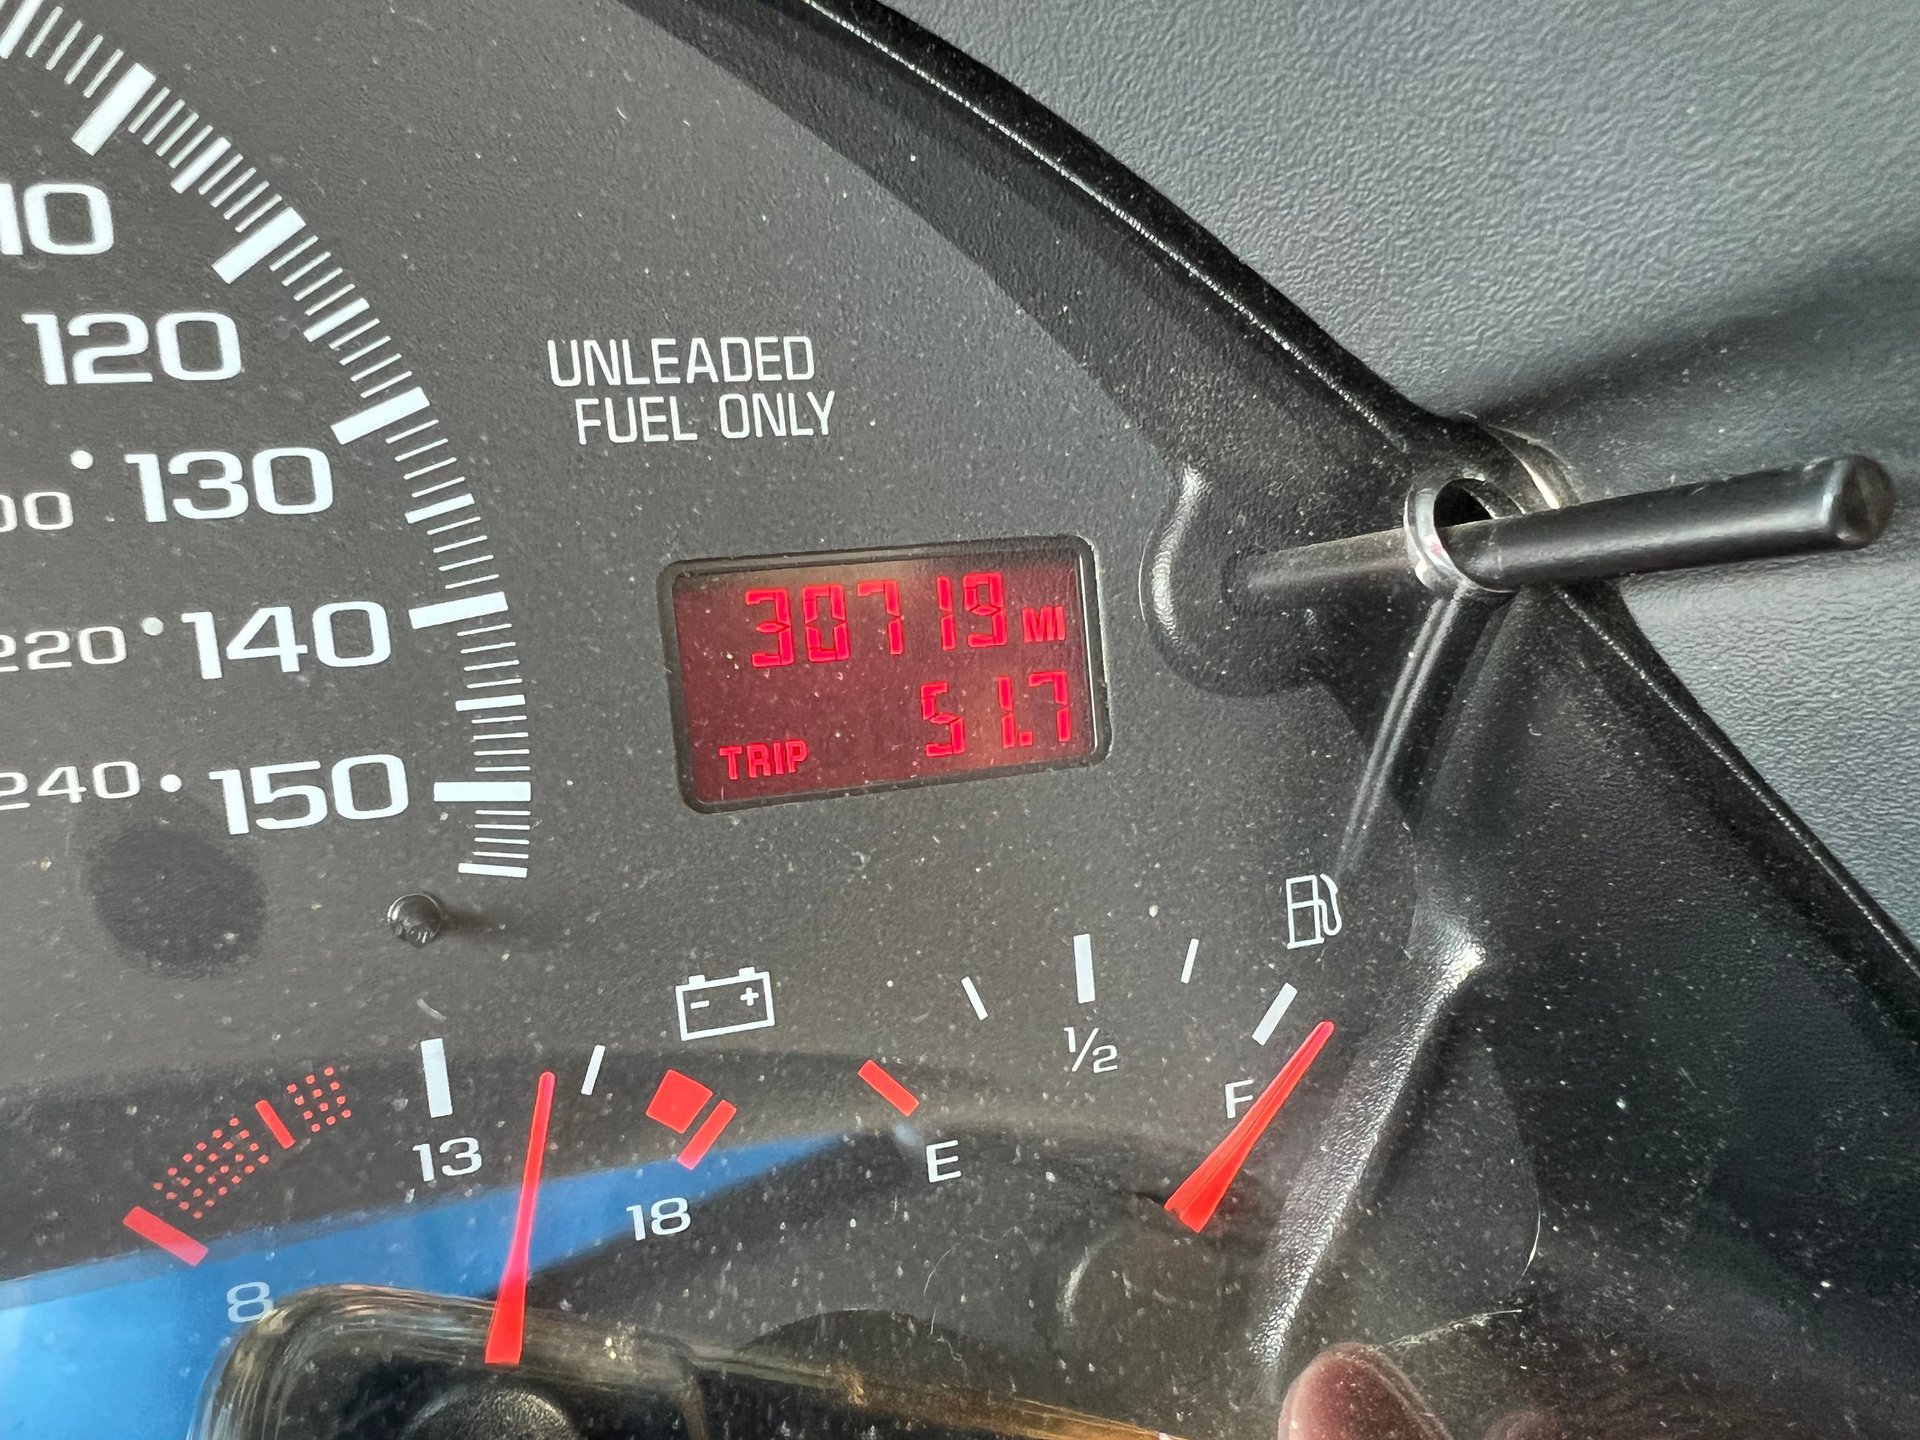 10
120
UNLEADED
FUEL ONLY
00 130
220 140
30719 MI
TRIP 51.7
240 150
- +
1/2
F
13
E
18
8